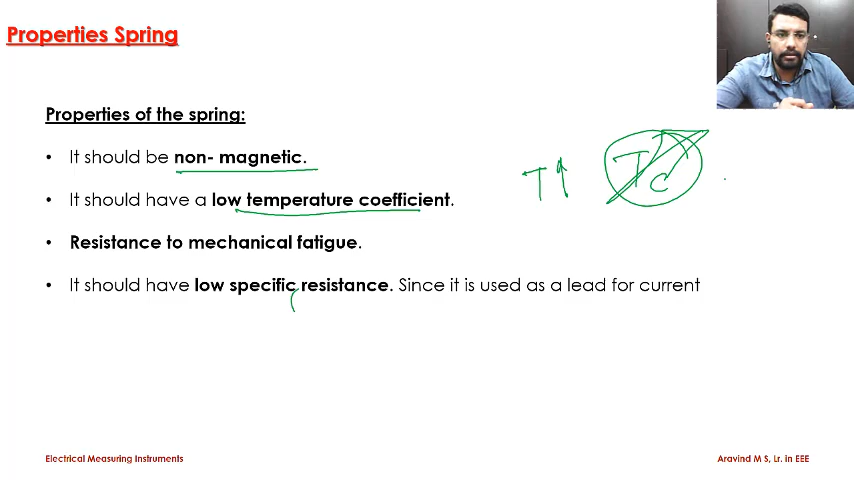 Properties Spring
Properties of the spring:
• It should be non- magnetic.
T↑ Tc
• It should have a low temperature coefficient.
• Resistance to mechanical fatigue.
• It should have low specific resistance. Since it is used as a lead for current
Electrical Measuring Instruments
Aravind M S, Lr. in EEE